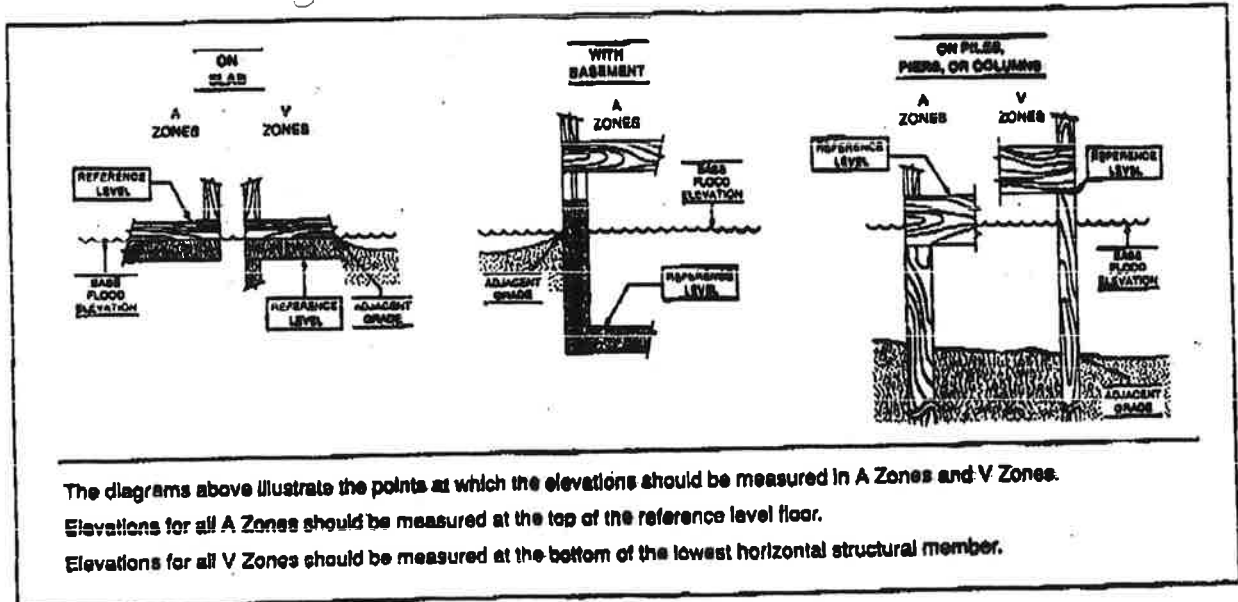 ON
SLAB
A
ZONES
V
ZONES
REFERENCE
LEVEL
BASE
FLOOD
ELEVATION
REFERENCE
LEVEL
ADJACENT
GRADE
WITH
BASEMENT
A
ZONES
BASE
FLOOD
ELEVATION
ADJACENT
GRADE
REFERENCE
LEVEL
ON PILES,
PIERS, OR COLUMNS
A
ZONES
V
ZONES
REFERENCE
LEVEL
REFERENCE
LEVEL
BASE
FLOOD
ELEVATION
ADJACENT
GRADE
The diagrams above illustrate the points at which the elevations should be measured in A Zones and V Zones.
Elevations for all A Zones should be measured at the top of the reference level floor.
Elevations for all V Zones should be measured at the bottom of the lowest horizontal structural member.